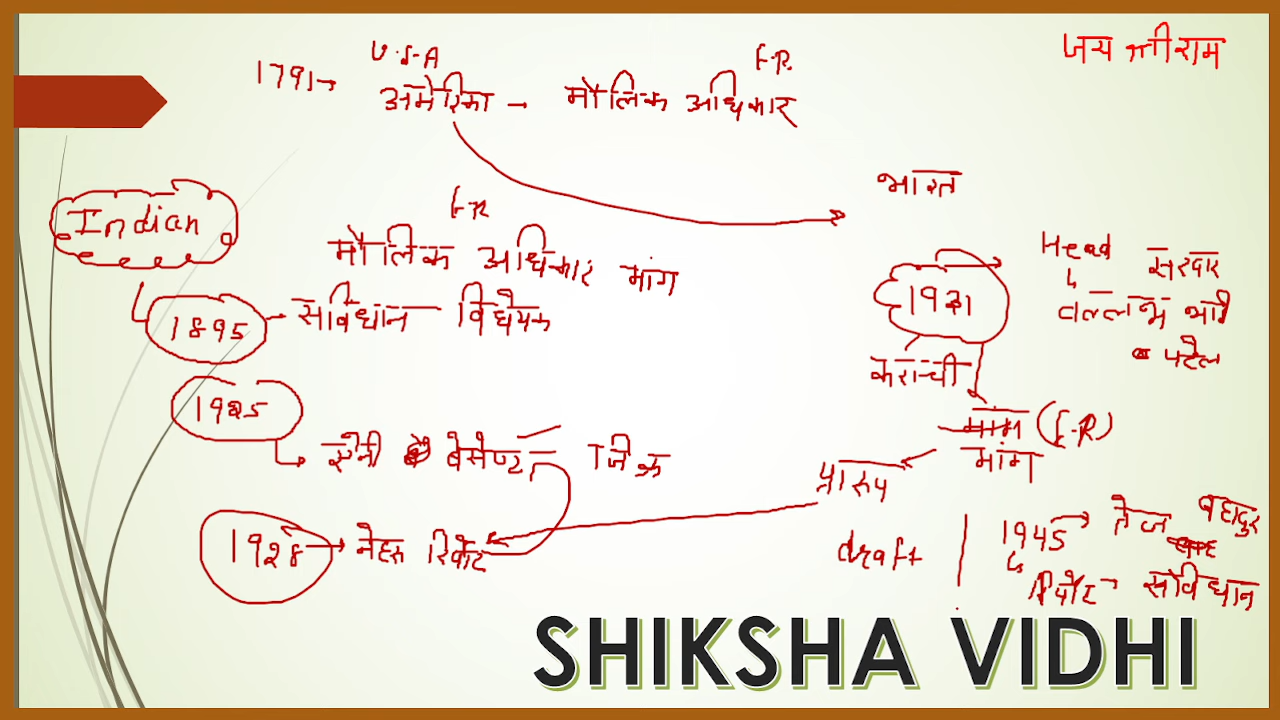 जय श्रीराम
U.S.A
F.R.
1791→ अमेरिका → मौलिक अधिकार
भारत
Indian
F.R
मौलिक अधिकार मांग
1895 - संविधान विधेयक
1925
एनी बेसेण्ट जिक्र
1928 → नेहरू रिपोर्ट
1931
Head सरदार
वल्लभ भाई
पटेल
करान्ची
मांग (F.R)
मांग
प्रारूप
draft
1945 → तेज बहादुर
रिपोर्ट → संविधान
SHIKSHA VIDHI